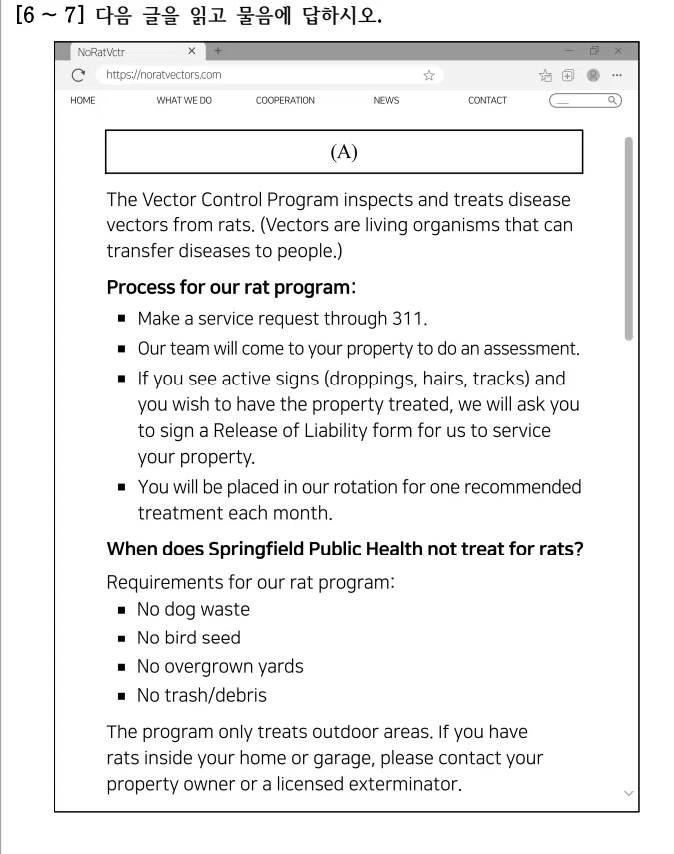 [6 ~ 7] 다음 글을 읽고 물음에 답하시오.
NoRatVctr × +
https://noratvectors.com
HOME WHAT WE DO COOPERATION NEWS CONTACT
(A)
The Vector Control Program inspects and treats disease
vectors from rats. (Vectors are living organisms that can
transfer diseases to people.)
Process for our rat program:
▪ Make a service request through 311.
▪ Our team will come to your property to do an assessment.
▪ If you see active signs (droppings, hairs, tracks) and
you wish to have the property treated, we will ask you
to sign a Release of Liability form for us to service
your property.
▪ You will be placed in our rotation for one recommended
treatment each month.
When does Springfield Public Health not treat for rats?
Requirements for our rat program:
▪ No dog waste
▪ No bird seed
▪ No overgrown yards
▪ No trash/debris
The program only treats outdoor areas. If you have
rats inside your home or garage, please contact your
property owner or a licensed exterminator.